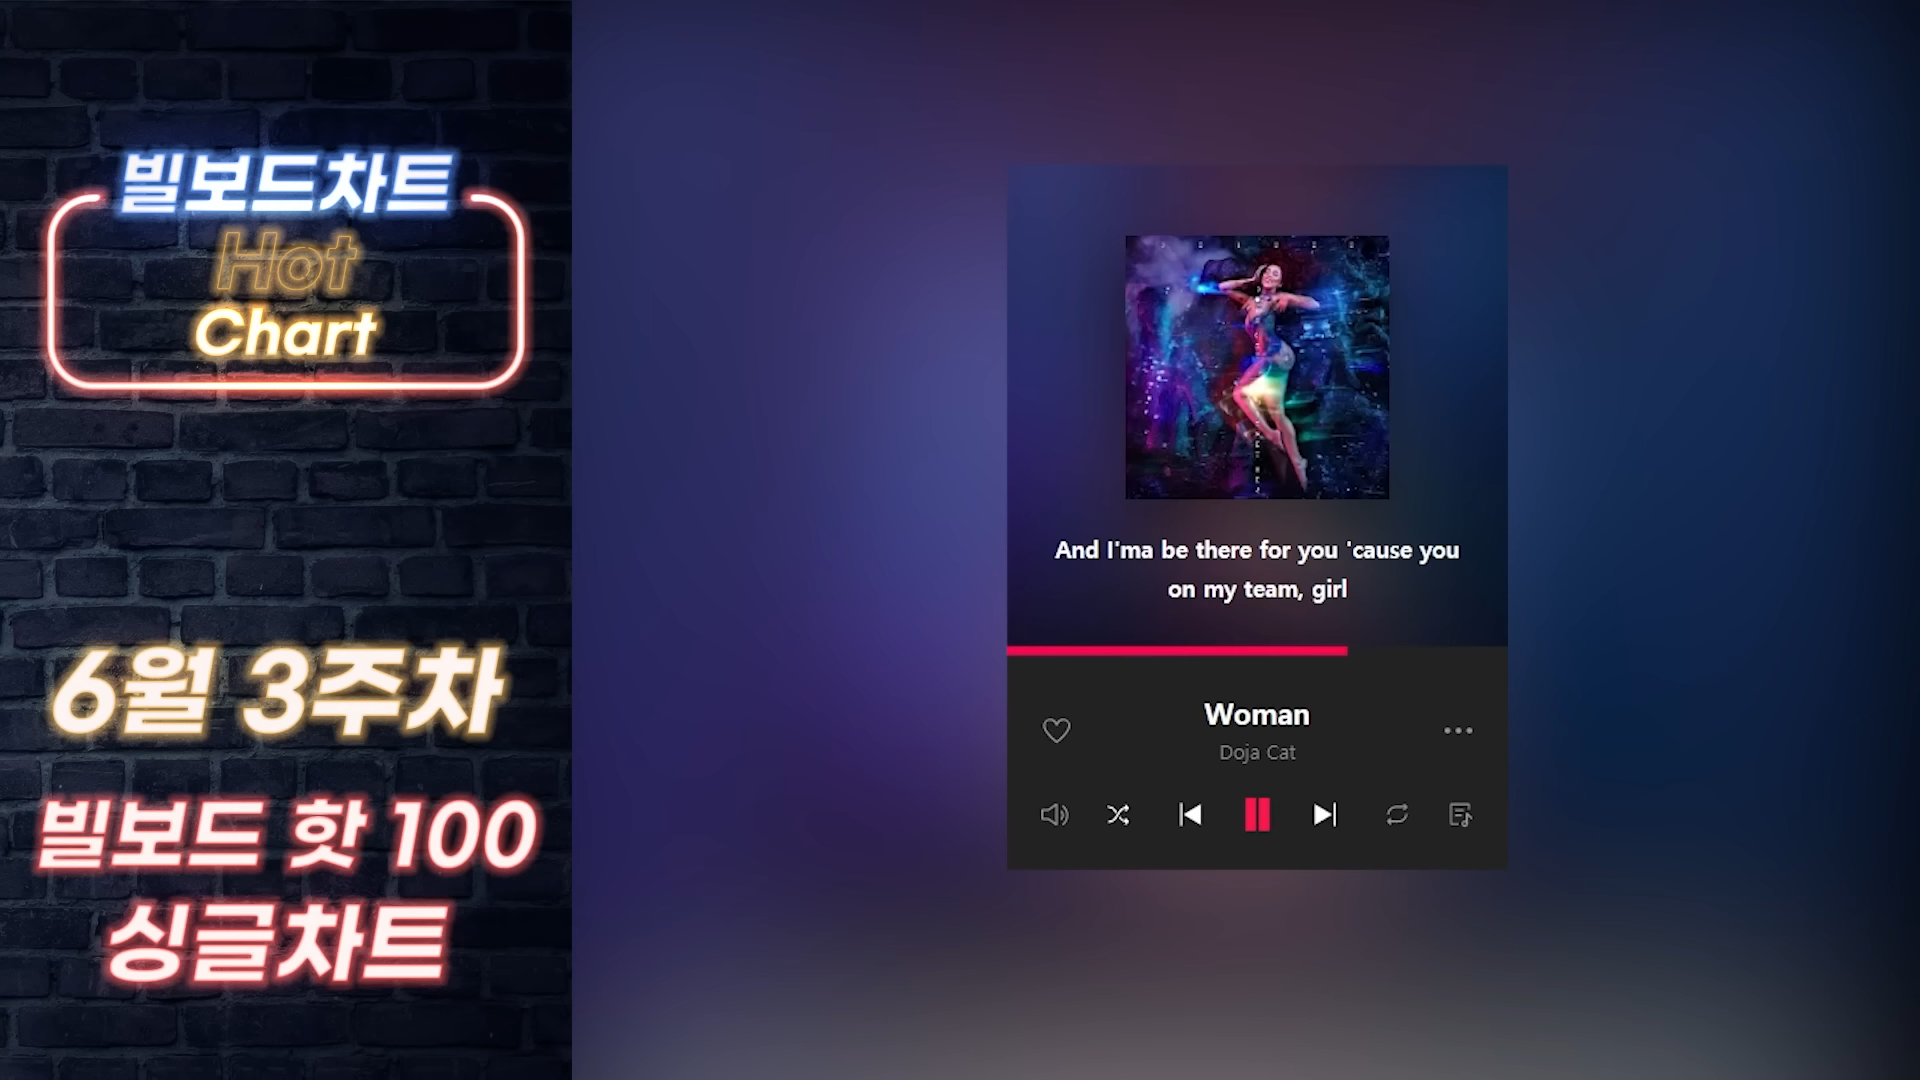 빌보드차트
Hot
Chart
6월 3주차
빌보드 핫 100
싱글차트
And I'ma be there for you 'cause you
on my team, girl
Woman
Doja Cat